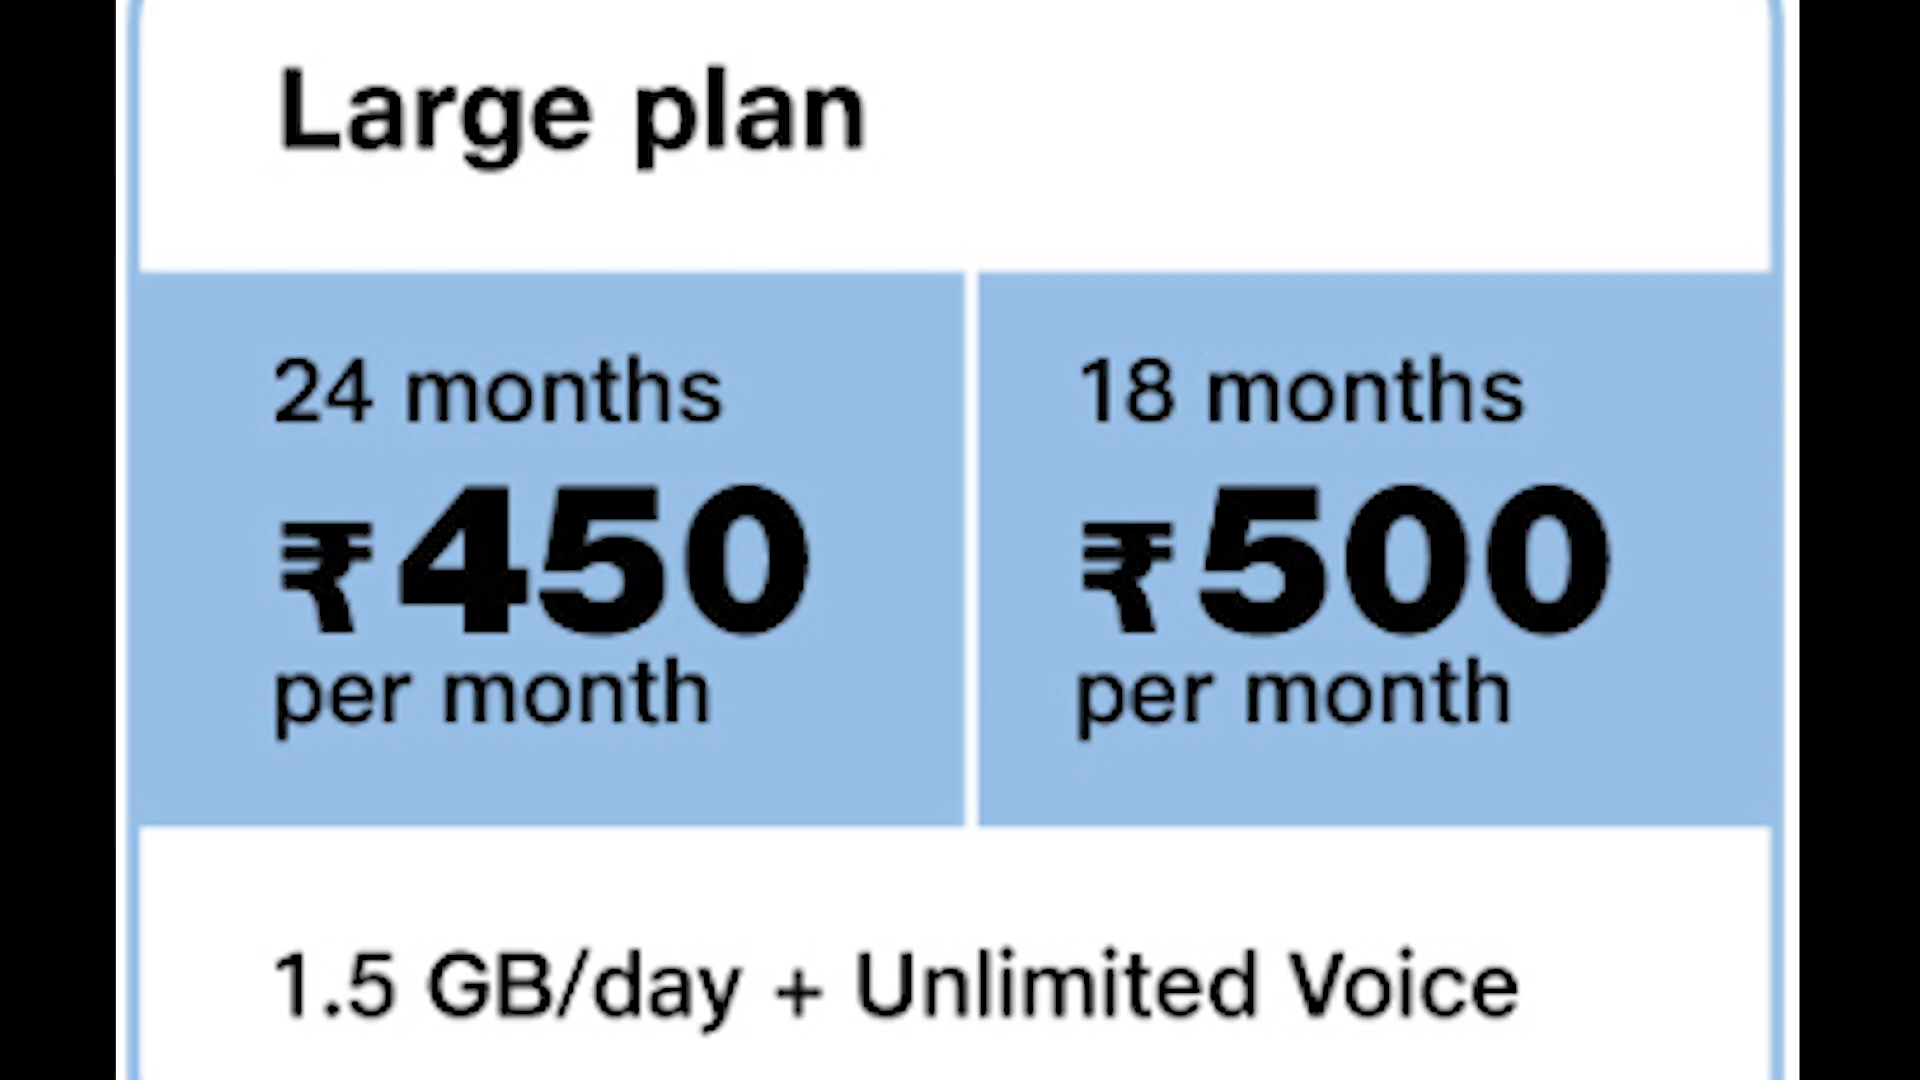 Large plan
24 months
₹450
per month
18 months
₹500
per month
1.5 GB/day + Unlimited Voice